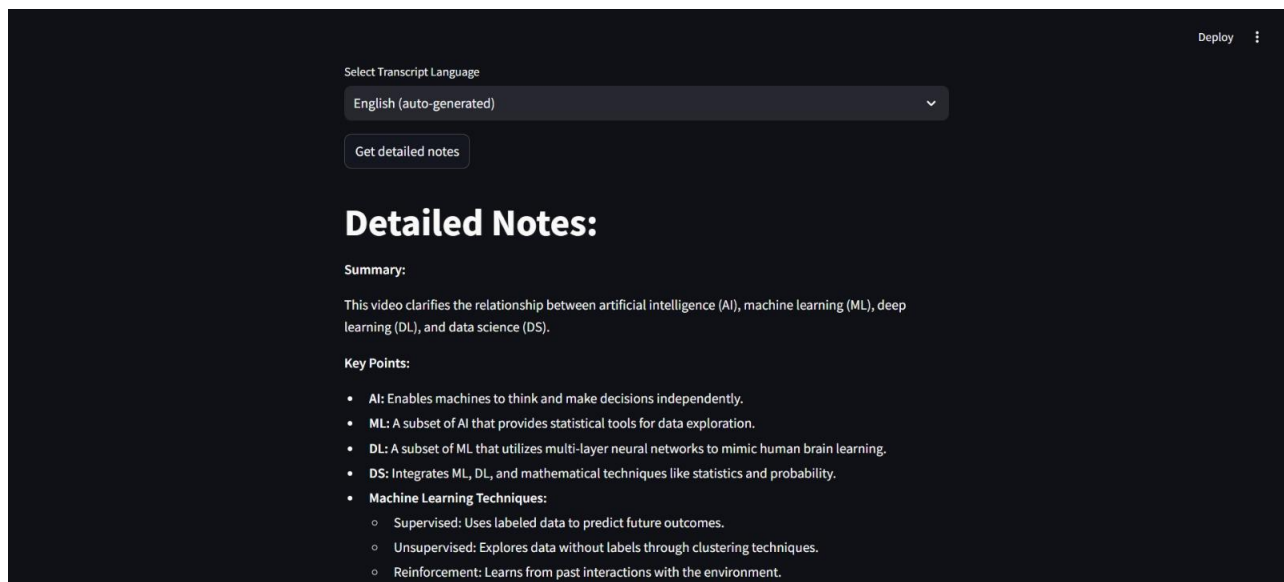 Deploy
Select Transcript Language
English (auto-generated)
Get detailed notes
Detailed Notes:
Summary:
This video clarifies the relationship between artificial intelligence (AI), machine learning (ML), deep
learning (DL), and data science (DS).
Key Points:
• AI: Enables machines to think and make decisions independently.
• ML: A subset of AI that provides statistical tools for data exploration.
• DL: A subset of ML that utilizes multi-layer neural networks to mimic human brain learning.
• DS: Integrates ML, DL, and mathematical techniques like statistics and probability.
• Machine Learning Techniques:
○ Supervised: Uses labeled data to predict future outcomes.
○ Unsupervised: Explores data without labels through clustering techniques.
○ Reinforcement: Learns from past interactions with the environment.